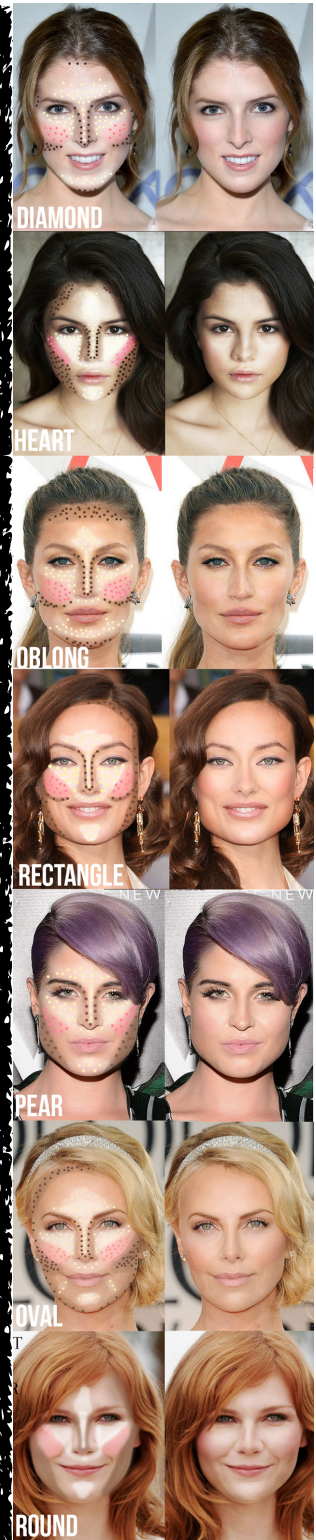 DIAMOND
HEART
OBLONG
RECTANGLE
NEW
NEW
PEAR
OVAL
T
ROUND